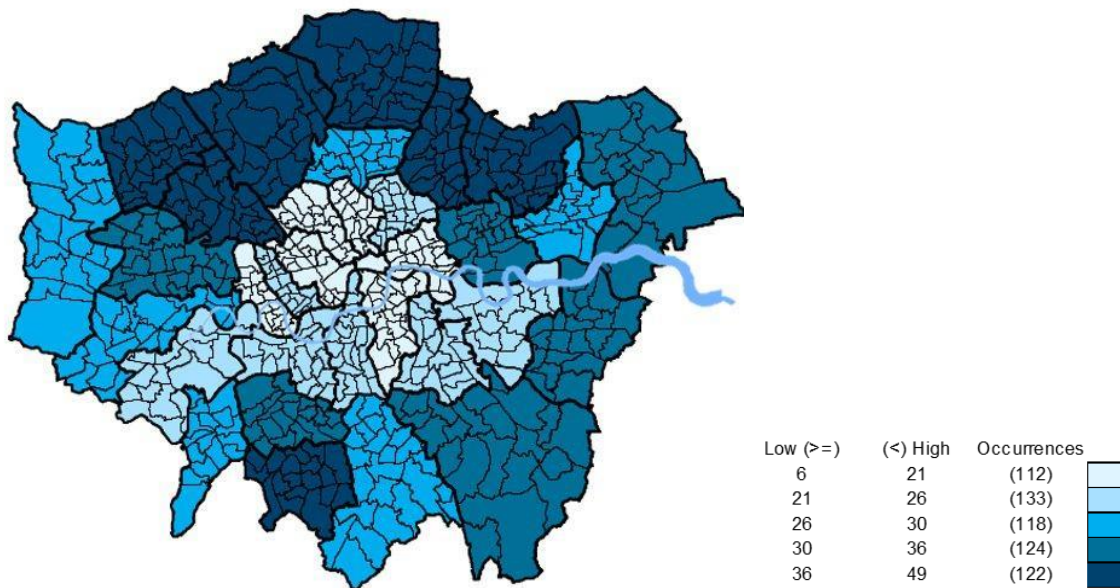 Low (>=) (<) High Occurrences
6 21 (112)
21 26 (133)
26 30 (118)
30 36 (124)
36 49 (122)